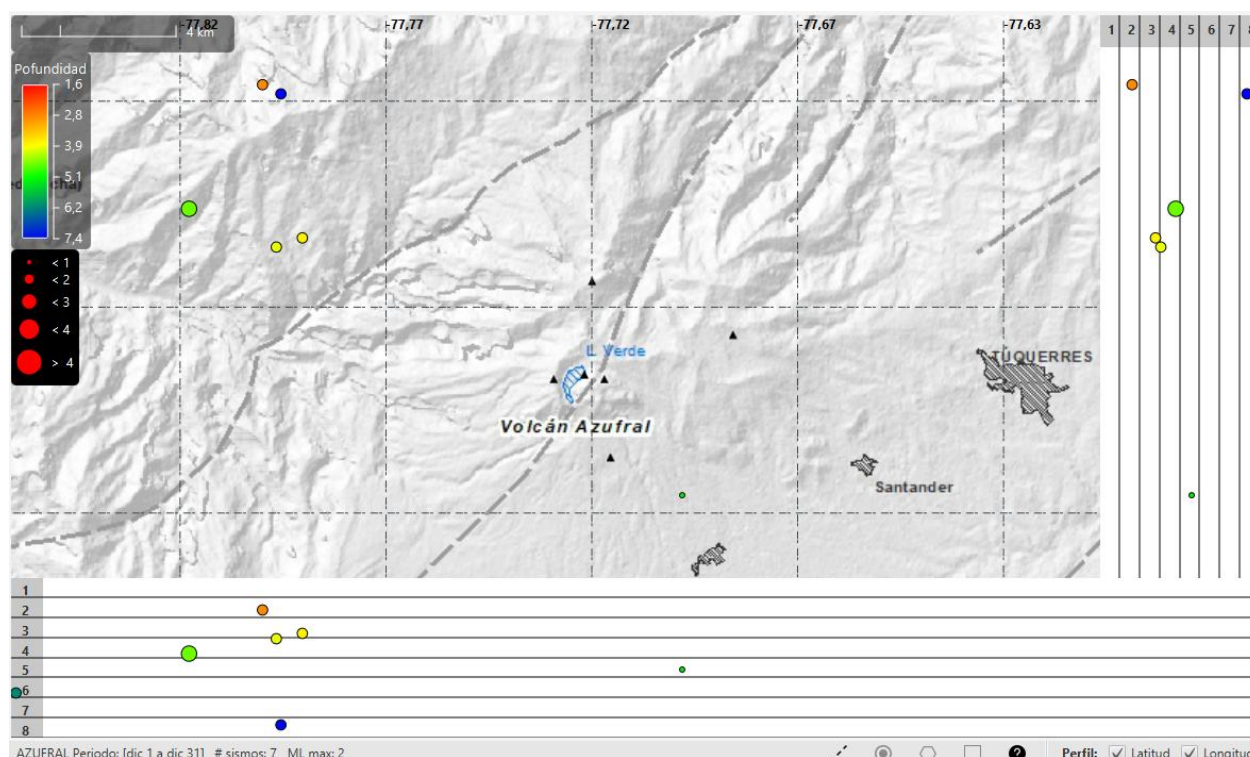 -77,82 -77,77 -77,72 -77,67 -77,63
4 km
1 2 3 4 5 6 7 8
Pofundidad
1,6
2,8
3,9
5,1
6,2
7,4
< 1
< 2
< 3
< 4
> 4
L. Verde
TÚQUERRES
Volcán Azufral
Santander
1
2
3
4
5
6
7
8
AZUFRAL Periodo: [dic 1 a dic 31] # sismos: 7 ML max: 2 Perfil: Latitud Longitud